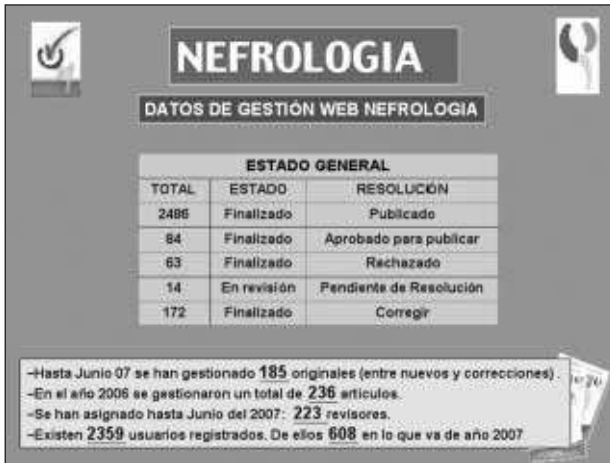 NEFROLOGIA
DATOS DE GESTIÓN WEB NEFROLOGIA
ESTADO GENERAL
TOTAL ESTADO RESOLUCIÓN
2486 Finalizado Publicado
84 Finalizado Aprobado para publicar
63 Finalizado Rechazado
14 En revisión Pendiente de Resolución
172 Finalizado Corregir
–Hasta Junio 07 se han gestionado 185 originales (entre nuevos y correcciones) .
–En el año 2006 se gestionaron un total de 236 artículos.
–Se han asignado hasta Junio del 2007: 223 revisores.
–Existen 2359 usuarios registrados. De ellos 608 en lo que va de año 2007